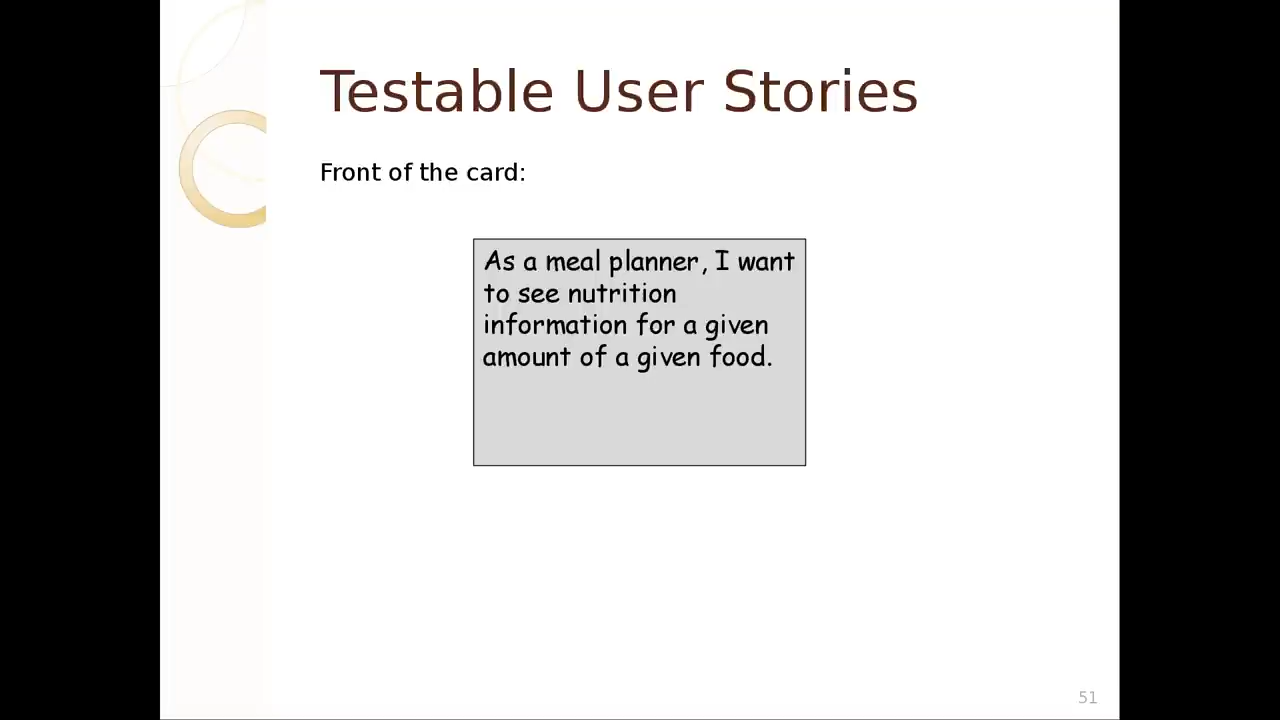 Testable User Stories
Front of the card:
As a meal planner, I want
to see nutrition
information for a given
amount of a given food.
51